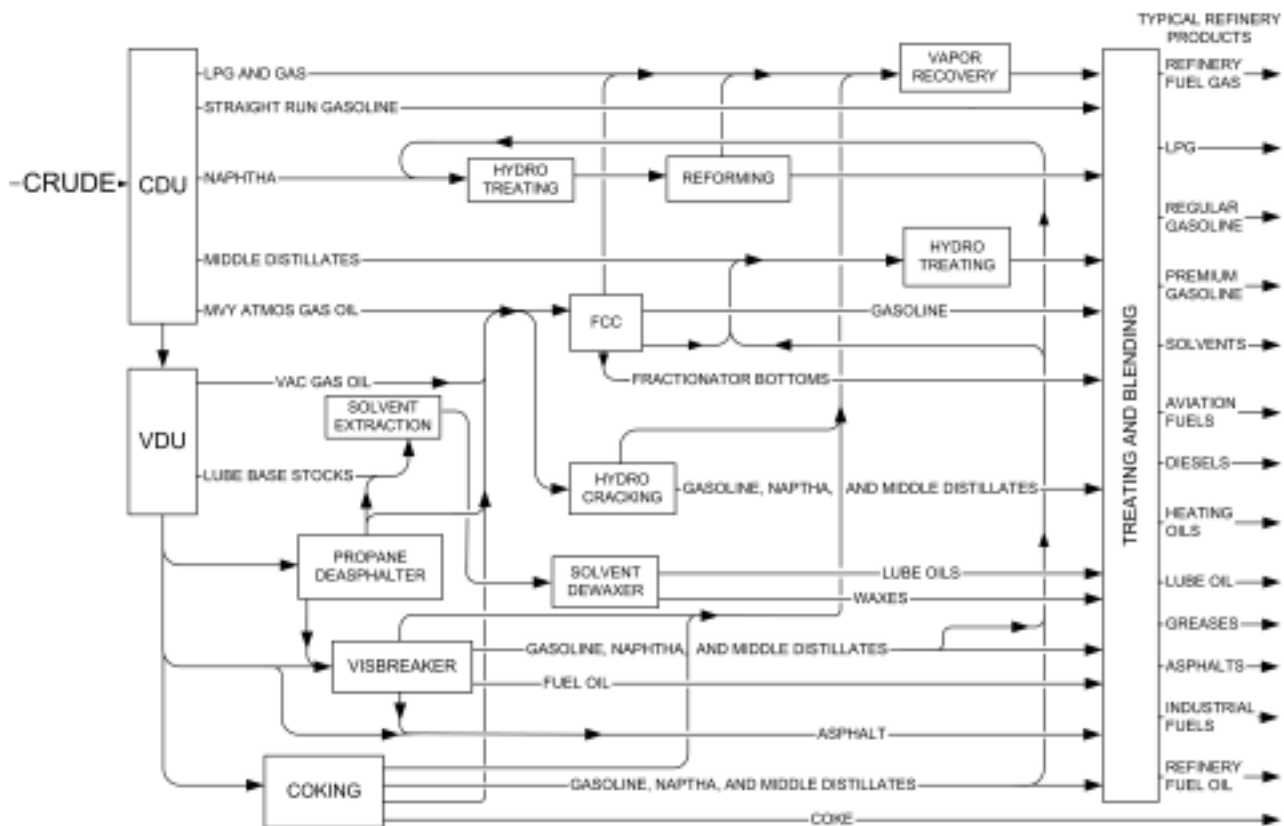 TYPICAL REFINERY
PRODUCTS
CRUDE
CDU
LPG AND GAS
VAPOR
RECOVERY
REFINERY
FUEL GAS
STRAIGHT RUN GASOLINE
LPG
NAPHTHA
HYDRO
TREATING
REFORMING
REGULAR
GASOLINE
MIDDLE DISTILLATES
HYDRO
TREATING
PREMIUM
GASOLINE
MVY ATMOS GAS OIL
FCC
GASOLINE
SOLVENTS
VDU
VAC GAS OIL
FRACTIONATOR BOTTOMS
TREATING AND BLENDING
SOLVENT
EXTRACTION
AVIATION
FUELS
LUBE BASE STOCKS
HYDRO
CRACKING
GASOLINE, NAPTHA, AND MIDDLE DISTILLATES
DIESELS
HEATING
OILS
PROPANE
DEASPHALTER
SOLVENT
DEWAXER
LUBE OILS
WAXES
LUBE OIL
GREASES
VISBREAKER
GASOLINE, NAPHTHA, AND MIDDLE DISTILLATES
FUEL OIL
ASPHALTS
ASPHALT
INDUSTRIAL
FUELS
COKING
GASOLINE, NAPTHA, AND MIDDLE DISTILLATES
REFINERY
FUEL OIL
COKE